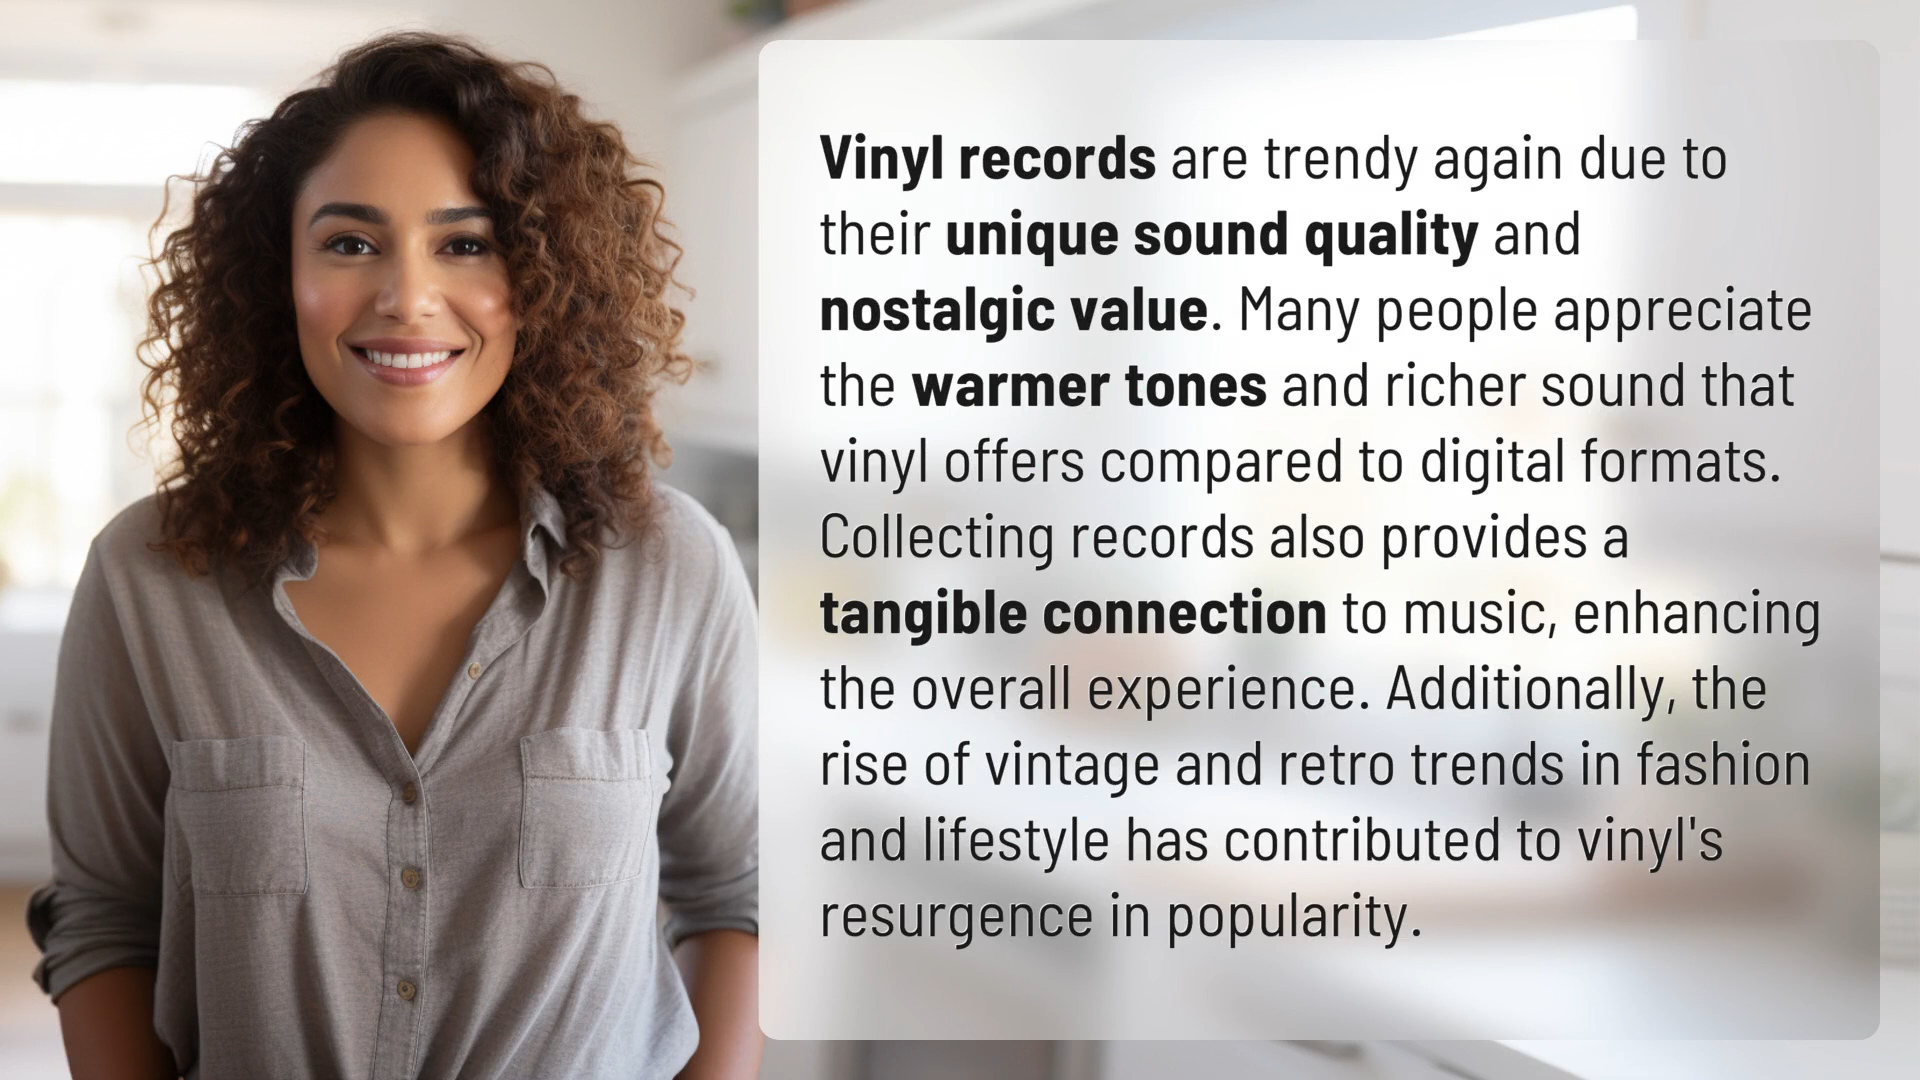 Vinyl records are trendy again due to
their unique sound quality and
nostalgic value. Many people appreciate
the warmer tones and richer sound that
vinyl offers compared to digital formats.
Collecting records also provides a
tangible connection to music, enhancing
the overall experience. Additionally, the
rise of vintage and retro trends in fashion
and lifestyle has contributed to vinyl's
resurgence in popularity.